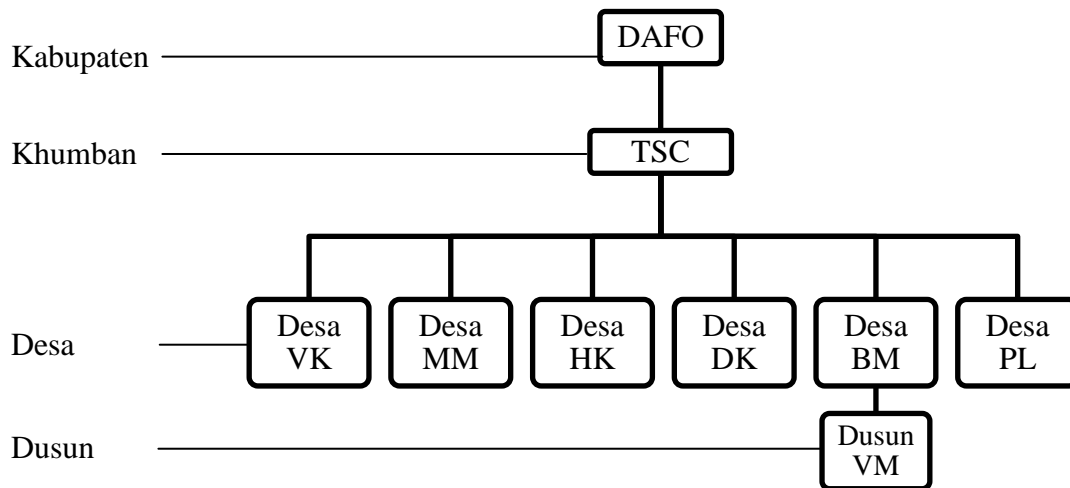 DAFO
Kabupaten
Khumban
TSC
Desa
VK
Desa
MM
Desa
HK
Desa
DK
Desa
BM
Desa
PL
Desa
Dusun
Dusun
VM